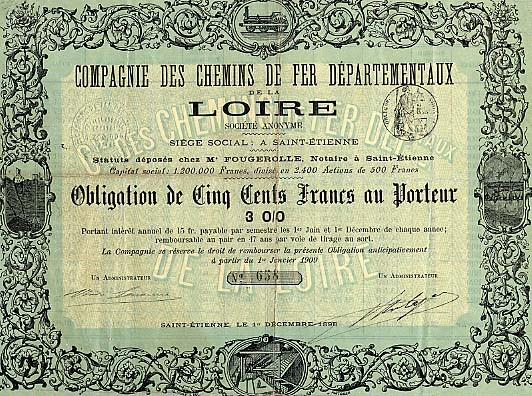 COMPAGNIE DES CHEMINS DE FER DÉPARTEMENTAUX
DE LA
LOIRE
SOCIÉTÉ ANONYME
SIÈGE SOCIAL: A SAINT-ÉTIENNE
Statuts déposés chez Me FOUGEROLLE, Notaire à Saint-Étienne
Capital social: 1.200.000 Francs, divisé en 2.400 Actions de 500 Francs
Obligation de Cinq Cents Francs au Porteur
3 0/0
Portant intérêt annuel de 15 fr. payable par semestre les 1er Juin et 1er Décembre de chaque année;
remboursable au pair en 47 ans par voie de tirage au sort.
La Compagnie se réserve le droit de rembourser la présente Obligation anticipativement
à partir du 1er Janvier 1909
No 658
UN ADMINISTRATEUR
UN ADMINISTRATEUR
SAINT-ÉTIENNE, LE 1er DÉCEMBRE 1898